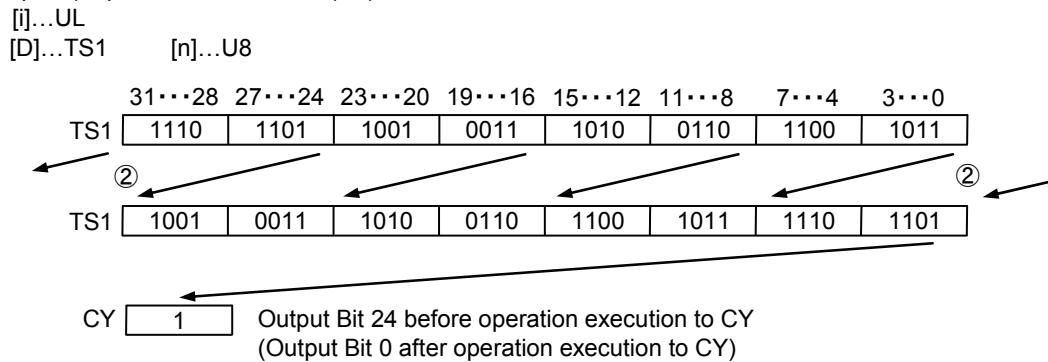 [i]…UL
[D]…TS1 [n]…U8
31･･･28 27･･･24 23･･･20 19･･･16 15･･･12 11･･･8 7･･･4 3･･･0
TS1 1110 1101 1001 0011 1010 0110 1100 1011
② ②
TS1 1001 0011 1010 0110 1100 1011 1110 1101
CY 1 Output Bit 24 before operation execution to CY
(Output Bit 0 after operation execution to CY)